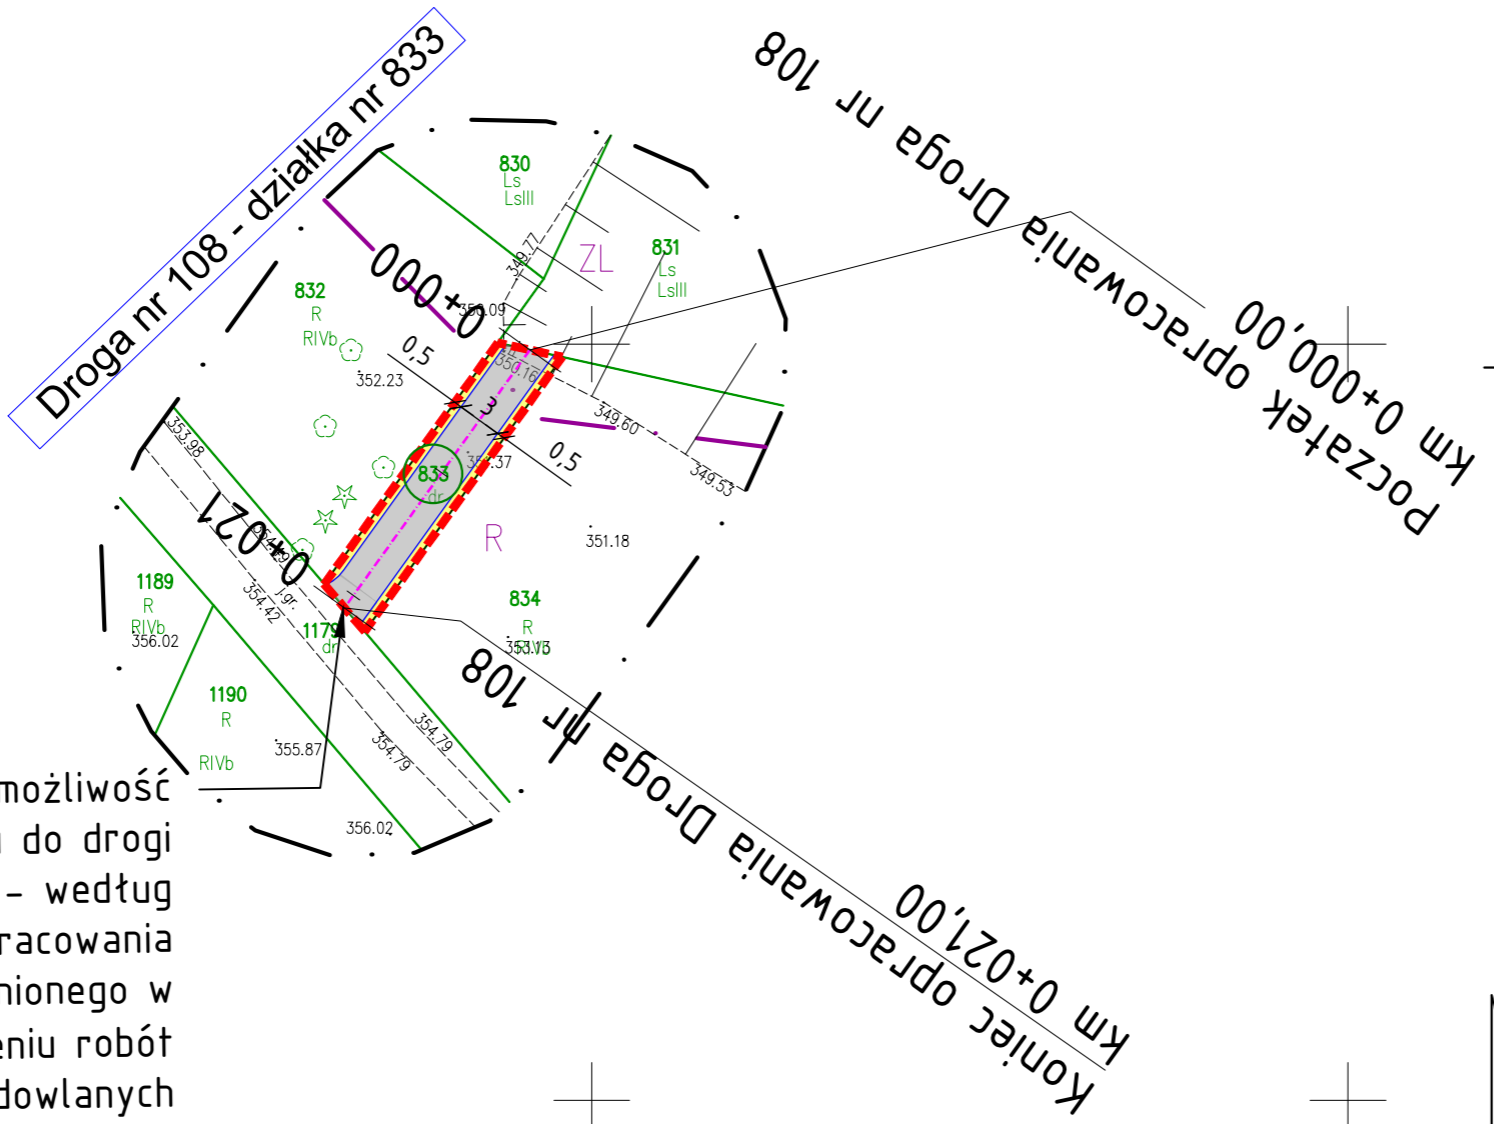 Droga nr 108 - działka nr 833
Droga nr 108
Początek opracowania
km 0+000,00
830
Ls
LsIII
ZL
831
Ls
LsIII
349.77
0+000
832
R
RIVb
350.09
0,5
352.23
350.16
3
349.60
353.98
0,5
349.53
833
dr
0+021
R
351.18
j.gr.
354.42
1189
R
RIVb
356.02
1179
dr
834
R
RIVb
353.13
Droga nr 108
Koniec opracowania
km 0+021,00
1190
R
RIVb
354.79
354.79
355.87
356.02
możliwość
do drogi
- według
racowania
nionego w
eniu robót
dowlanych